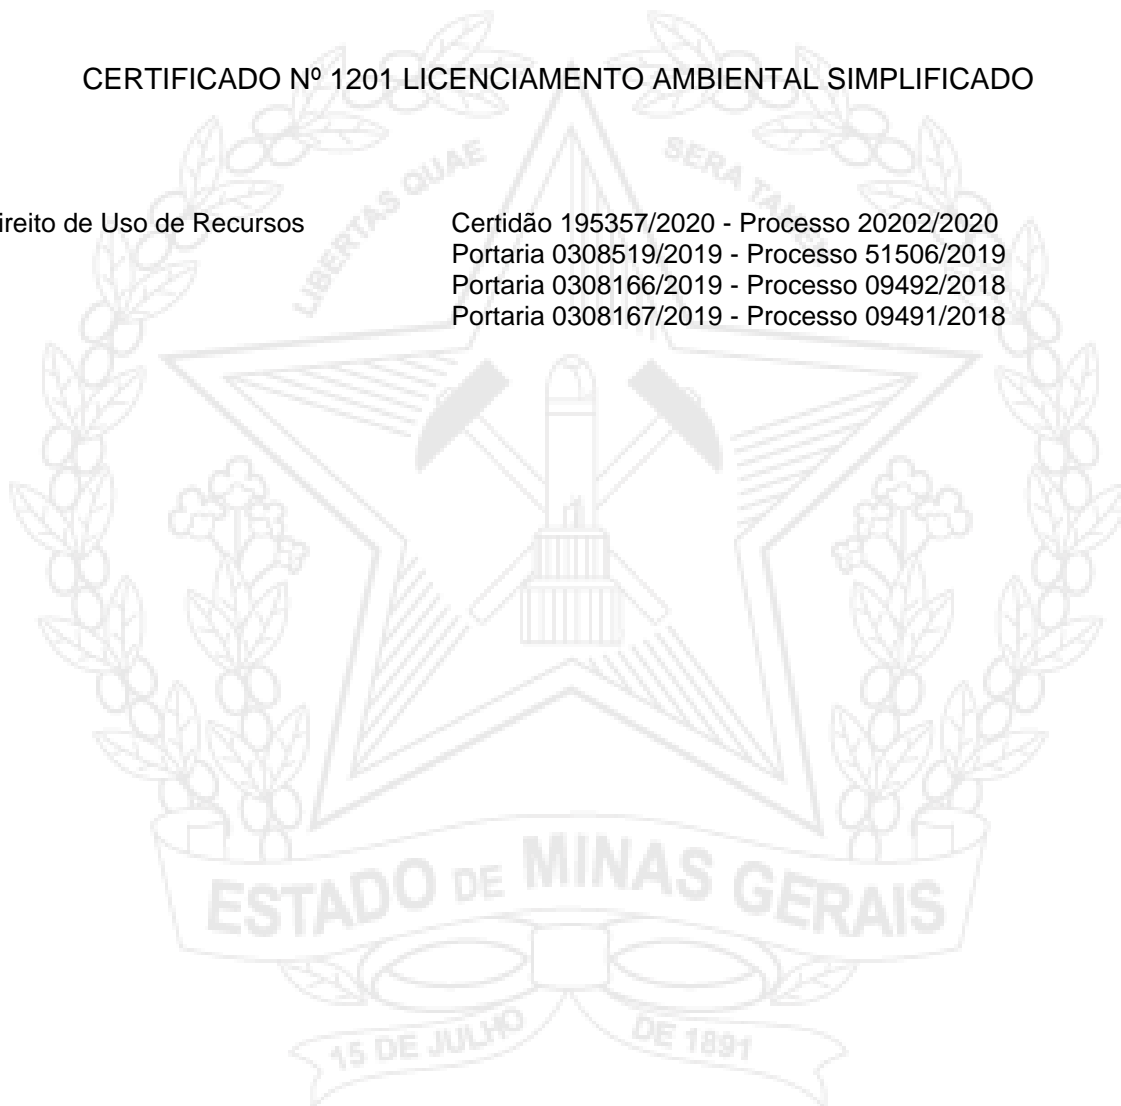 CERTIFICADO Nº 1201 LICENCIAMENTO AMBIENTAL SIMPLIFICADO
LIBERTAS QUAE SERA TAMEN
ireito de Uso de Recursos Certidão 195357/2020 - Processo 20202/2020
Portaria 0308519/2019 - Processo 51506/2019
Portaria 0308166/2019 - Processo 09492/2018
Portaria 0308167/2019 - Processo 09491/2018
ESTADO DE MINAS GERAIS
15 DE JULHO DE 1891